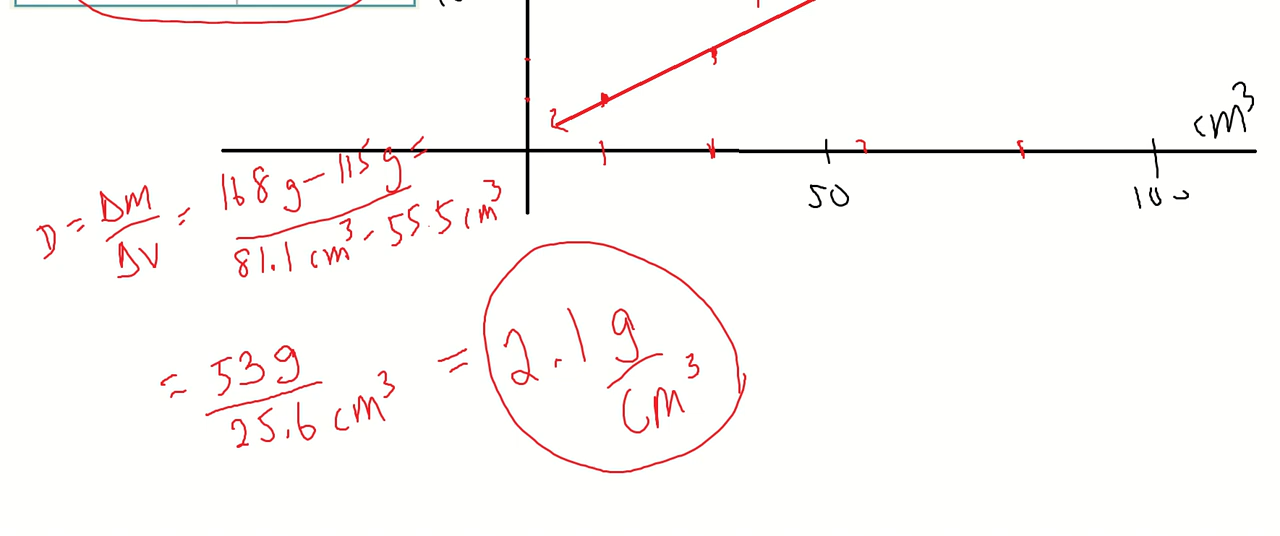 cm³
50
100
D = ΔM/ΔV = 168 g - 115 g / 81.1 cm³ - 55.5 cm³ =
= 53 g / 25.6 cm³ = 2.1 g/cm³